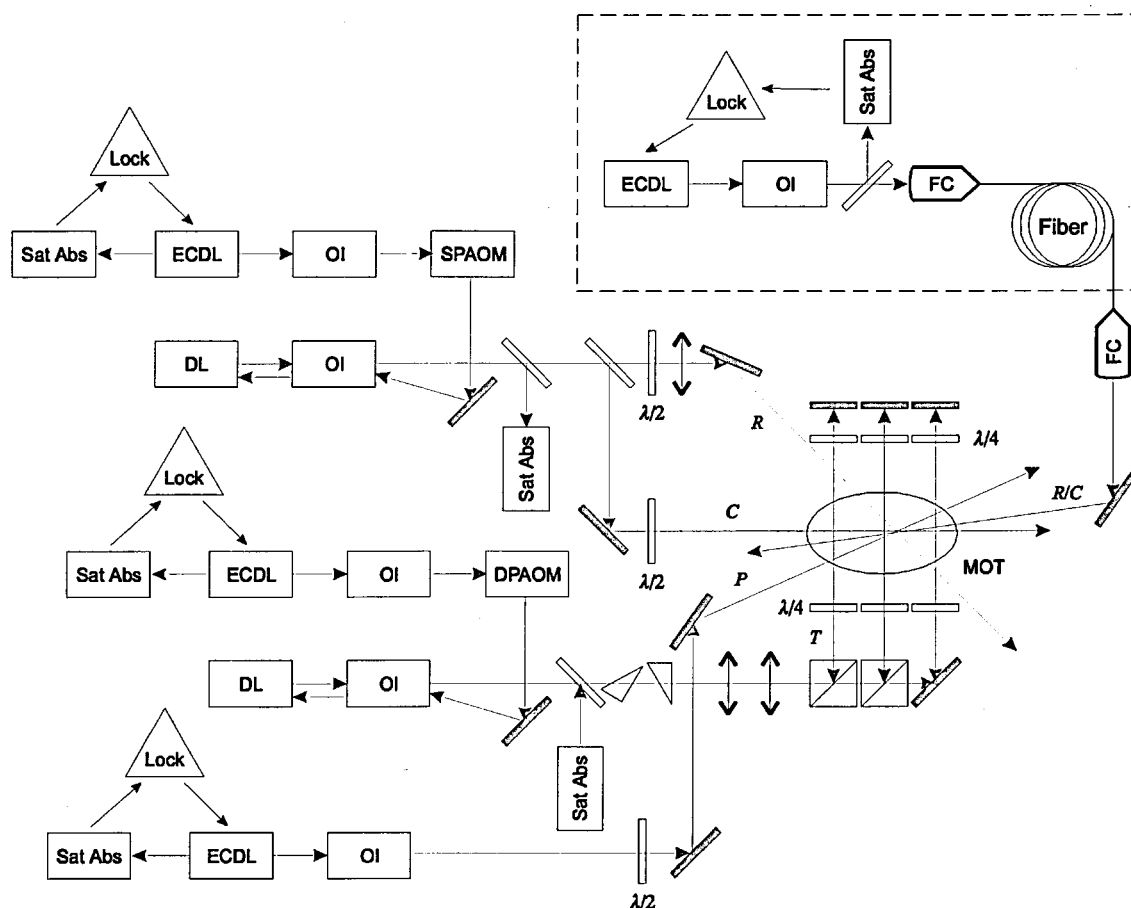 Sat Abs
Lock
ECDL
OI
FC
Fiber
FC
Lock
Sat Abs
ECDL
OI
SPAOM
DL
OI
Sat Abs
λ/2
R
λ/4
R/C
C
λ/2
MOT
P
λ/4
T
Lock
Sat Abs
ECDL
OI
DPAOM
DL
OI
Sat Abs
Lock
Sat Abs
ECDL
OI
λ/2